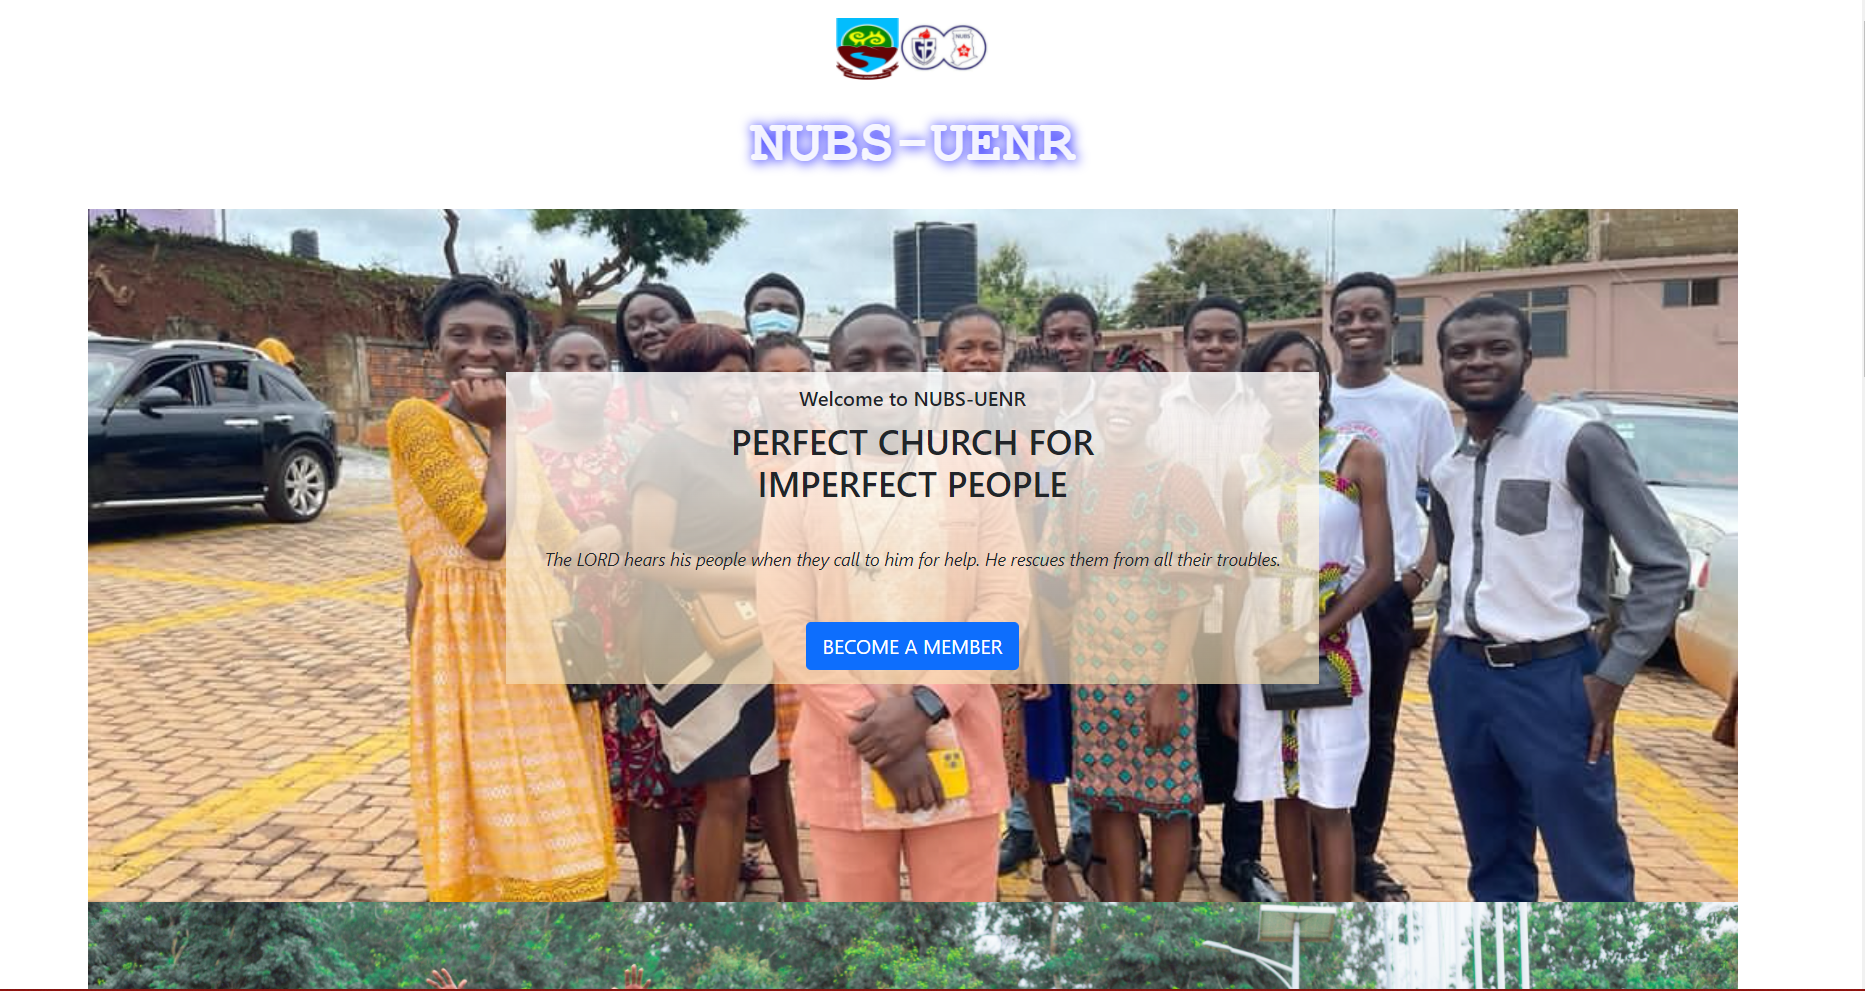 NUBS-UENR
Welcome to NUBS-UENR
PERFECT CHURCH FOR
IMPERFECT PEOPLE
The LORD hears his people when they call to him for help. He rescues them from all their troubles.
BECOME A MEMBER